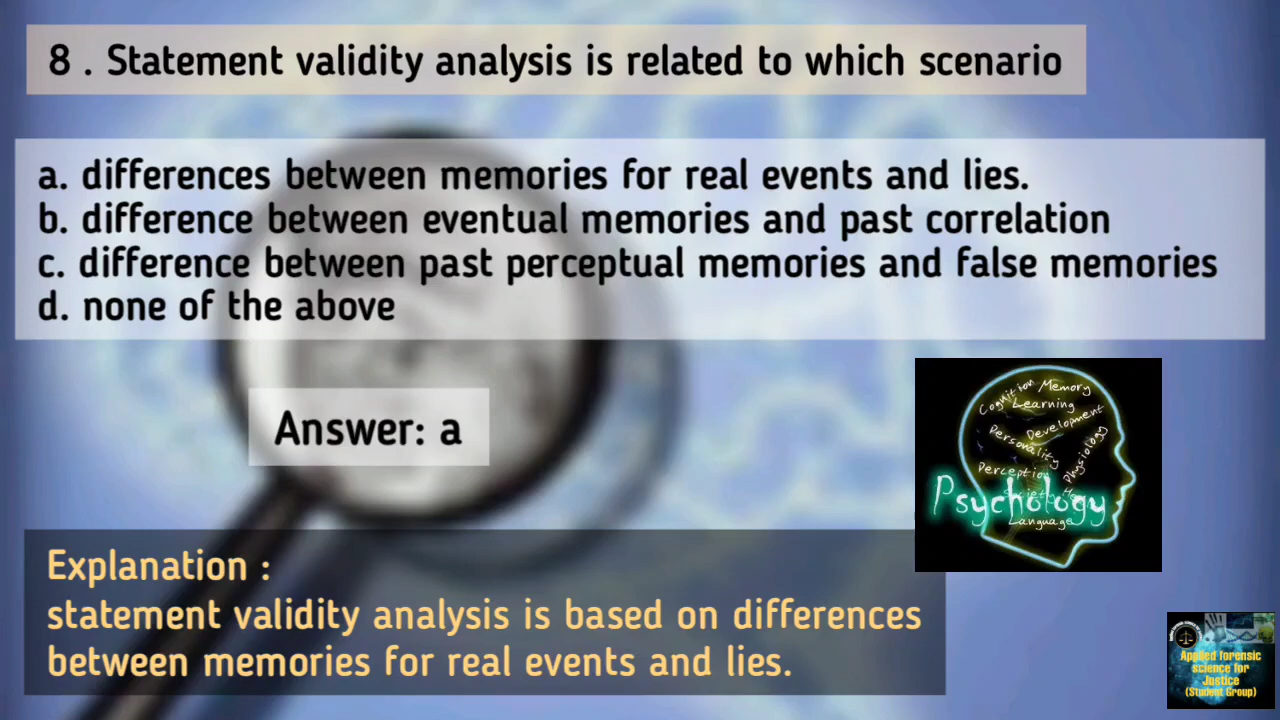 8 . Statement validity analysis is related to which scenario
a. differences between memories for real events and lies.
b. difference between eventual memories and past correlation
c. difference between past perceptual memories and false memories
d. none of the above
Answer: a
Cognition Memory
Learning
Development
Personality
Physiology
Perception
Psychology
Language
Explanation :
statement validity analysis is based on differences
between memories for real events and lies.
Applied forensic
science for
Justice
(Student Group)